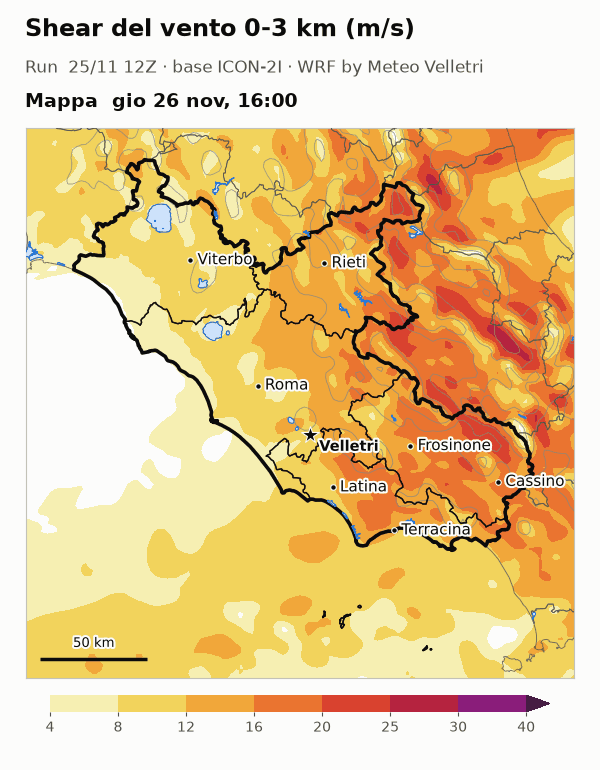 Shear del vento 0-3 km (m/s)
Run  25/11 12Z · base ICON-2I · WRF by Meteo Velletri
Mappa  gio 26 nov, 16:00
Viterbo
Rieti
Roma
Velletri
Frosinone
Cassino
Latina
Terracina
50 km
4 8 12 16 20 25 30 40